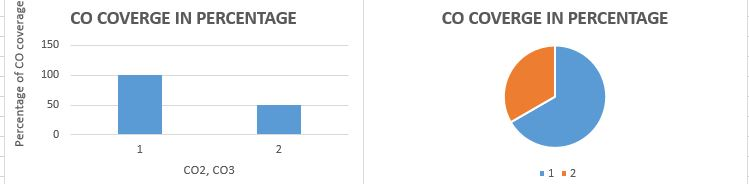 CO COVERGE IN PERCENTAGE
Percentage of CO coverage
150
100
50
0
1 2
CO2, CO3
CO COVERGE IN PERCENTAGE
1 2